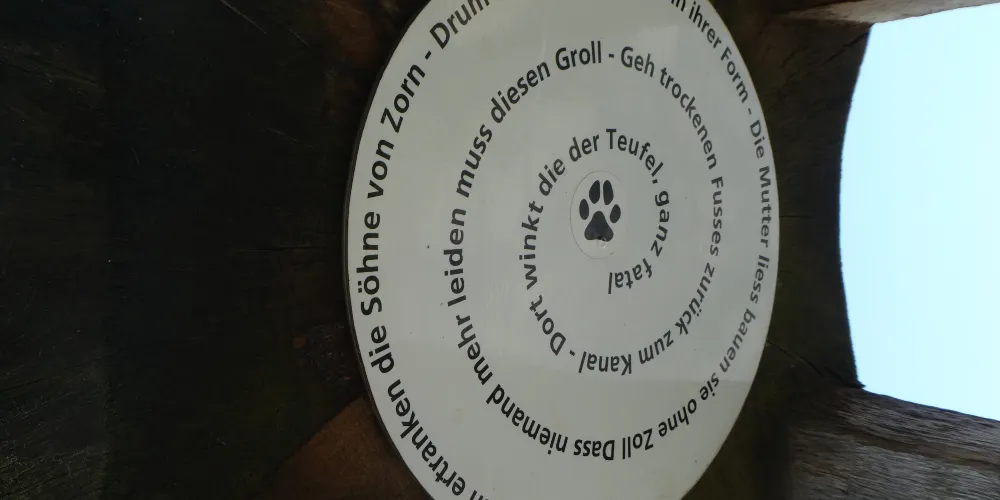 ertranken die Söhne von Zorn - Drum
ihrer Form - Die Mutter liess bauen sie ohne Zoll Dass niemand mehr leiden muss diesen Groll - Geh trockenen Fusses zurück zum Kanal - Dort winkt die der Teufel, ganz fatal